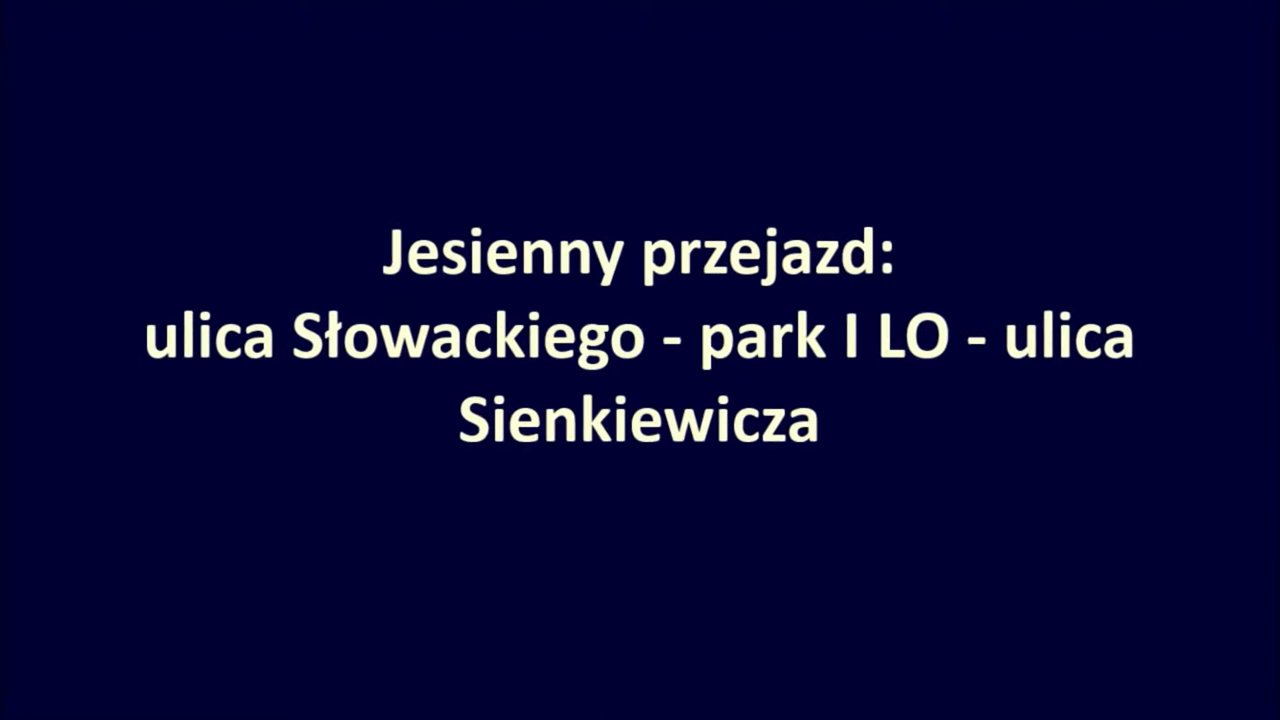 Jesienny przejazd:
ulica Słowackiego - park I LO - ulica
Sienkiewicza